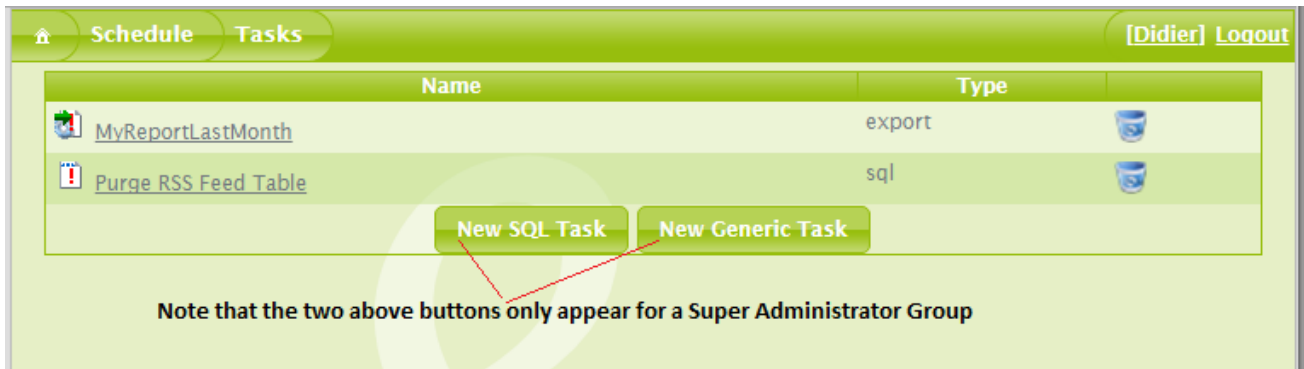 Schedule Tasks [Didier] Logout
Name Type
MyReportLastMonth export
Purge RSS Feed Table sql
New SQL Task New Generic Task
Note that the two above buttons only appear for a Super Administrator Group